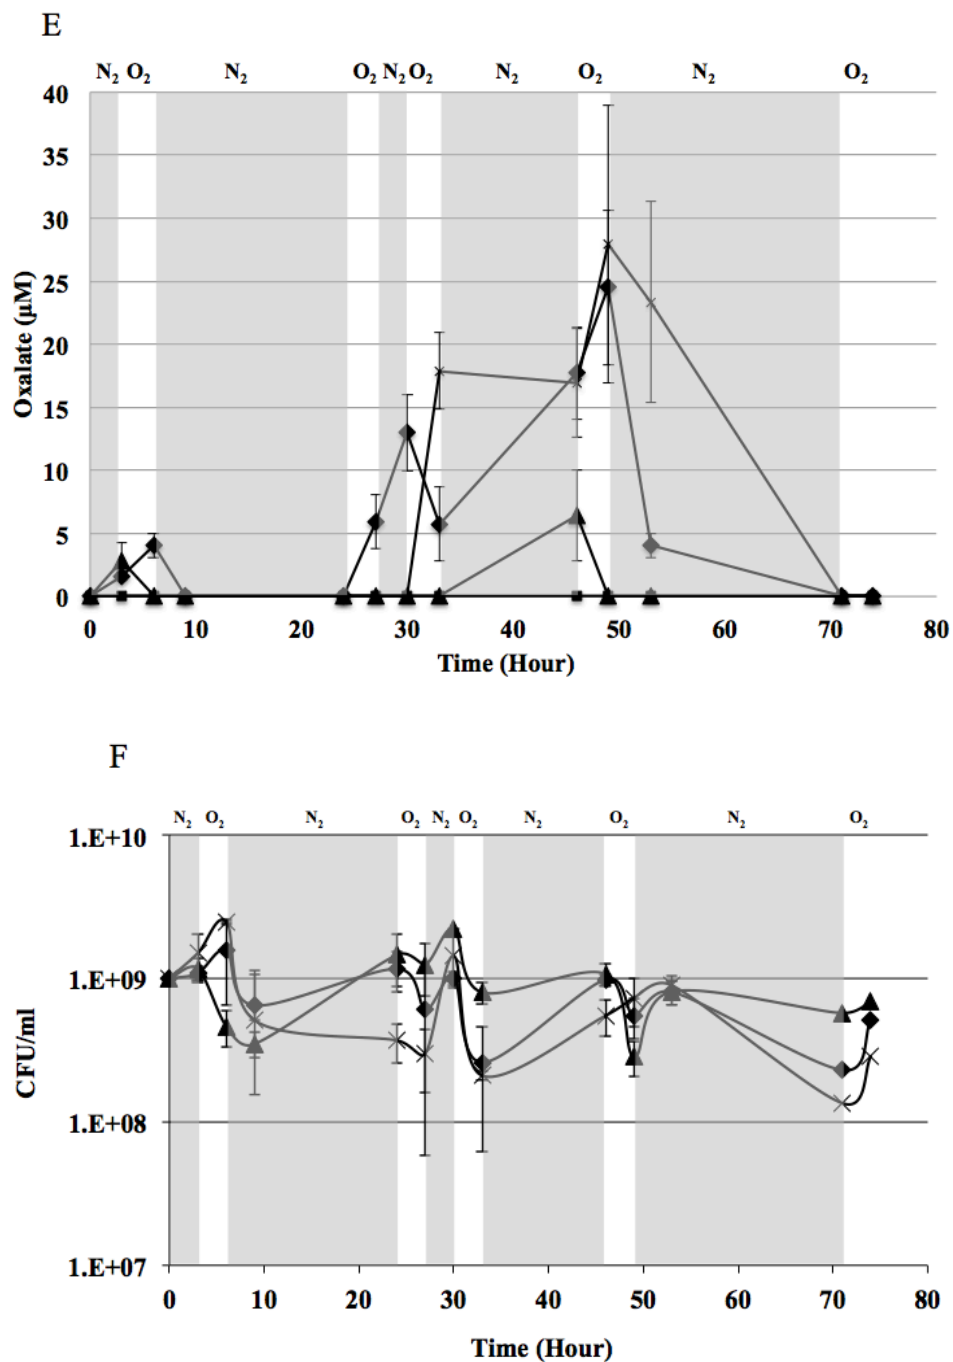 E
N₂ O₂ N₂ O₂ N₂ O₂ N₂ O₂ N₂ O₂
40
35
30
25
20
15
10
5
0
Oxalate (µM)
0 10 20 30 40 50 60 70 80
Time (Hour)
F
N₂ O₂ N₂ O₂ N₂ O₂ N₂ O₂ N₂ O₂
1.E+10
1.E+09
1.E+08
1.E+07
CFU/ml
0 10 20 30 40 50 60 70 80
Time (Hour)